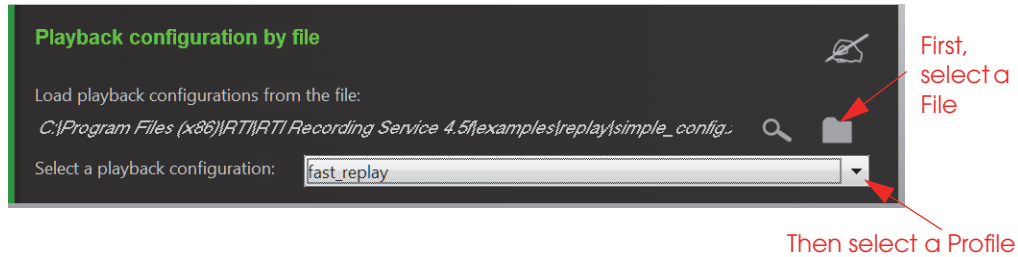 Playback configuration by file
First,
select a
File
Load playback configurations from the file:
C:\Program Files (x86)\RTI\RTI Recording Service 4.5f\examples\replay\simple_config.:
Select a playback configuration:
fast_replay
Then select a Profile